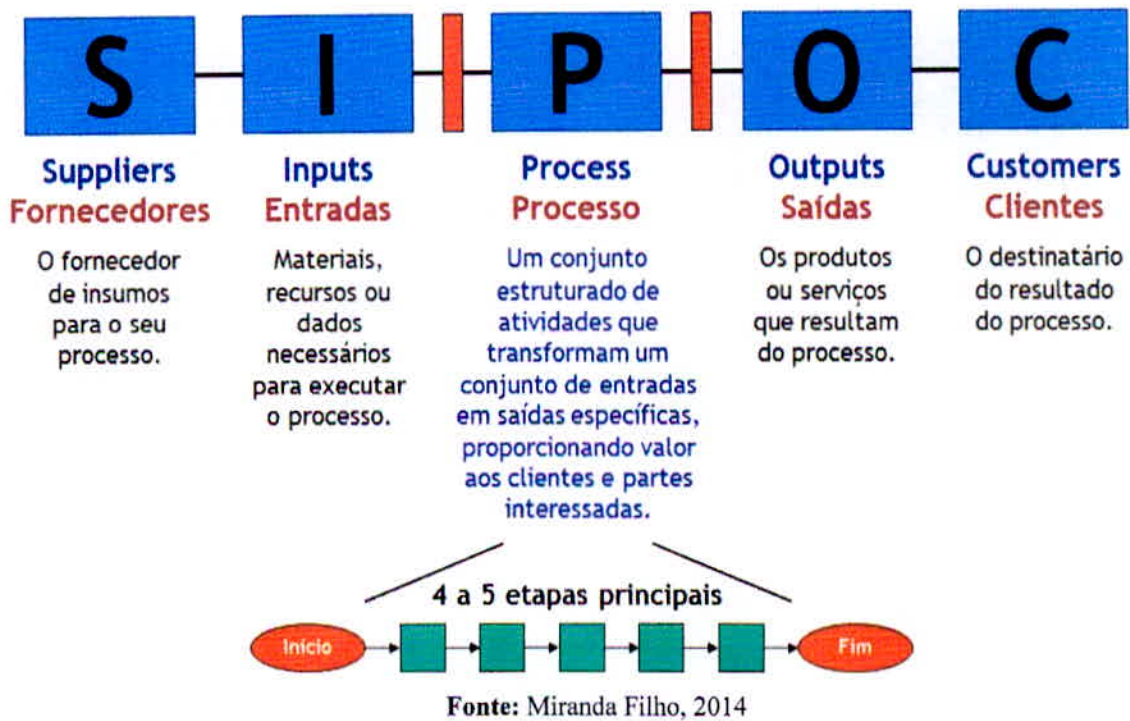 S I P O C
Suppliers
Fornecedores
O fornecedor
de insumos
para o seu
processo.
Inputs
Entradas
Materiais,
recursos ou
dados
necessários
para executar
o processo.
Process
Processo
Um conjunto
estruturado de
atividades que
transformam um
conjunto de entradas
em saídas específicas,
proporcionando valor
aos clientes e partes
interessadas.
Outputs
Saídas
Os produtos
ou serviços
que resultam
do processo.
Customers
Clientes
O destinatário
do resultado
do processo.
4 a 5 etapas principais
Início
Fim
Fonte: Miranda Filho, 2014